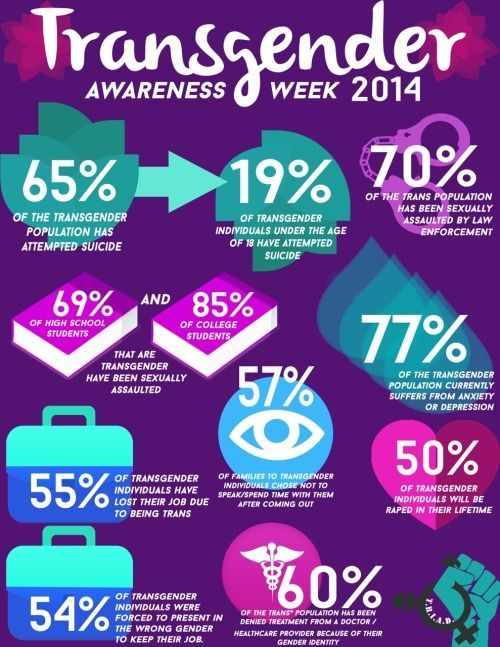 Transgender
AWARENESS WEEK 2014
65%
OF THE TRANSGENDER
POPULATION HAS
ATTEMPTED SUICIDE
19%
OF TRANSGENDER
INDIVIDUALS UNDER THE AGE
OF 18 HAVE ATTEMPTED
SUICIDE
70%
OF THE TRANS POPULATION
HAS BEEN SEXUALLY
ASSAULTED BY LAW
ENFORCEMENT
69%
OF HIGH SCHOOL
STUDENTS
AND
85%
OF COLLEGE
STUDENTS
THAT ARE
TRANSGENDER
HAVE BEEN SEXUALLY
ASSAULTED
77%
OF THE TRANSGENDER
POPULATION CURRENTLY
SUFFERS FROM ANXIETY
OR DEPRESSION
57%
OF FAMILIES TO TRANSGENDER
INDIVIDUALS CHOSE NOT TO
SPEAK/SPEND TIME WITH THEM
AFTER COMING OUT
55%
OF TRANSGENDER
INDIVIDUALS HAVE
LOST THEIR JOB DUE
TO BEING TRANS
50%
OF TRANSGENDER
INDIVIDUALS WILL BE
RAPED IN THEIR LIFETIME
54%
OF TRANSGENDER
INDIVIDUALS WERE
FORCED TO PRESENT IN
THE WRONG GENDER
TO KEEP THEIR JOB.
60%
OF THE TRANS* POPULATION HAS BEEN
DENIED TREATMENT FROM A DOCTOR /
HEALTHCARE PROVIDER BECAUSE OF THEIR
GENDER IDENTITY